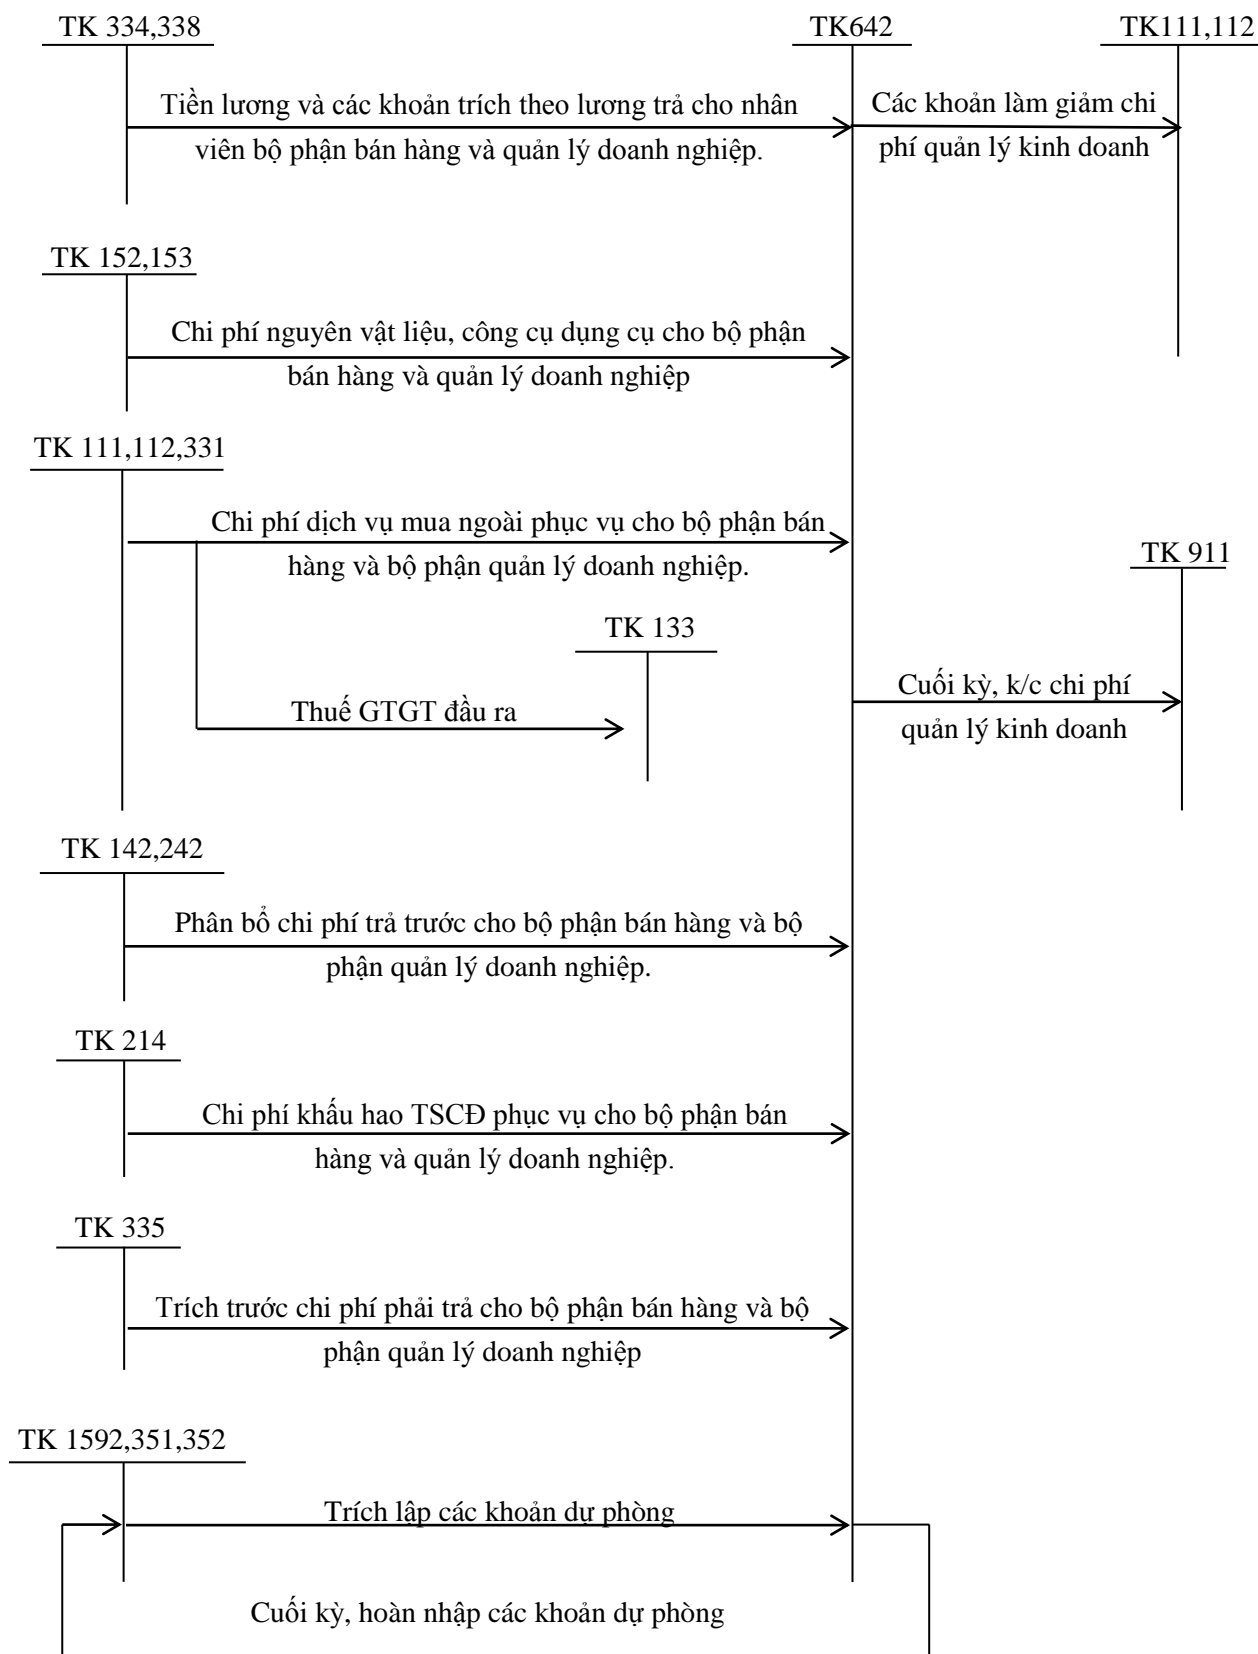 TK 334,338
TK642
TK111,112
Tiền lương và các khoản trích theo lương trả cho nhân
viên bộ phận bán hàng và quản lý doanh nghiệp.
Các khoản làm giảm chi
phí quản lý kinh doanh
TK 152,153
Chi phí nguyên vật liệu, công cụ dụng cụ cho bộ phận
bán hàng và quản lý doanh nghiệp
TK 111,112,331
Chi phí dịch vụ mua ngoài phục vụ cho bộ phận bán
hàng và bộ phận quản lý doanh nghiệp.
TK 911
TK 133
Thuế GTGT đầu ra
Cuối kỳ, k/c chi phí
quản lý kinh doanh
TK 142,242
Phân bổ chi phí trả trước cho bộ phận bán hàng và bộ
phận quản lý doanh nghiệp.
TK 214
Chi phí khấu hao TSCĐ phục vụ cho bộ phận bán
hàng và quản lý doanh nghiệp.
TK 335
Trích trước chi phí phải trả cho bộ phận bán hàng và bộ
phận quản lý doanh nghiệp
TK 1592,351,352
Trích lập các khoản dự phòng
Cuối kỳ, hoàn nhập các khoản dự phòng